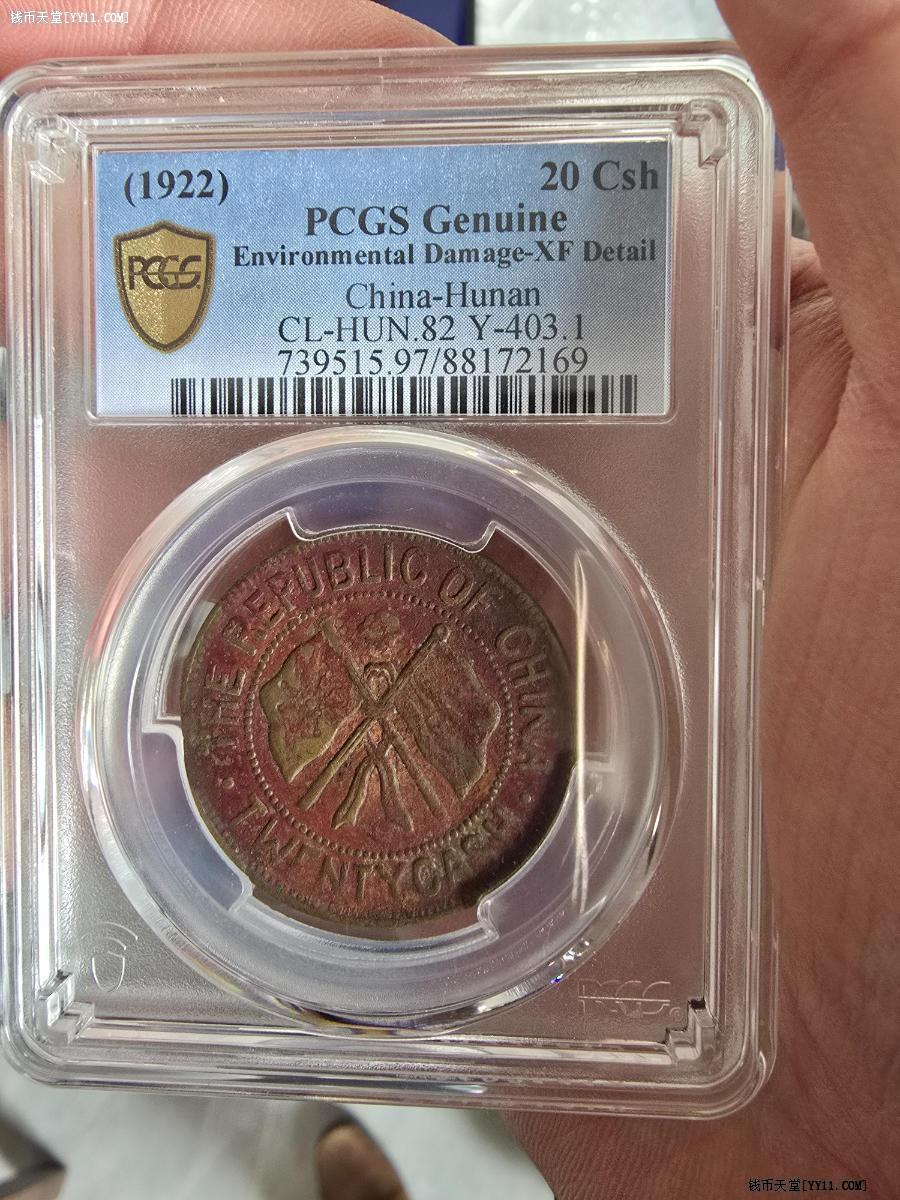 钱币天堂[YY11.COM]
(1922) 20 Csh
PCGS Genuine
PCGS
Environmental Damage-XF Detail
China-Hunan
CL-HUN.82 Y-403.1
739515.97/88172169
THE REPUBLIC OF CHINA
TWENTY CASH
PCGS
钱币天堂[YY11.COM]